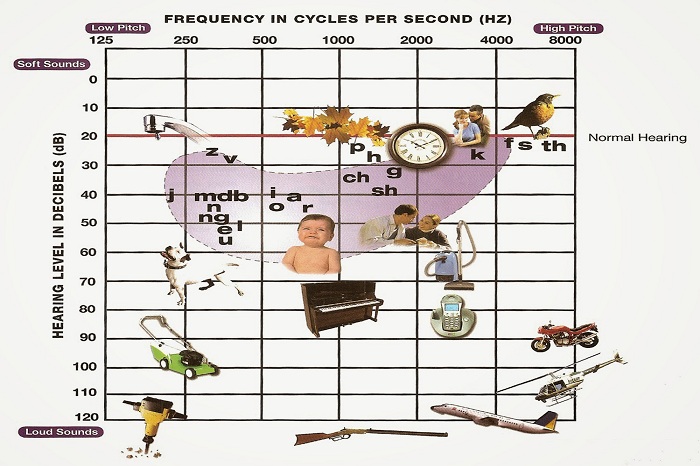 FREQUENCY IN CYCLES PER SECOND (HZ)
Low Pitch
High Pitch
125 250 500 1000 2000 4000 8000
Soft Sounds
HEARING LEVEL IN DECIBELS (dB)
0
10
20
Normal Hearing
30
40
50
60
70
80
90
100
110
120
Loud Sounds
z v
p h
k
f s th
ch g
sh
j mdb
n
ng
e l
u
i a
o r